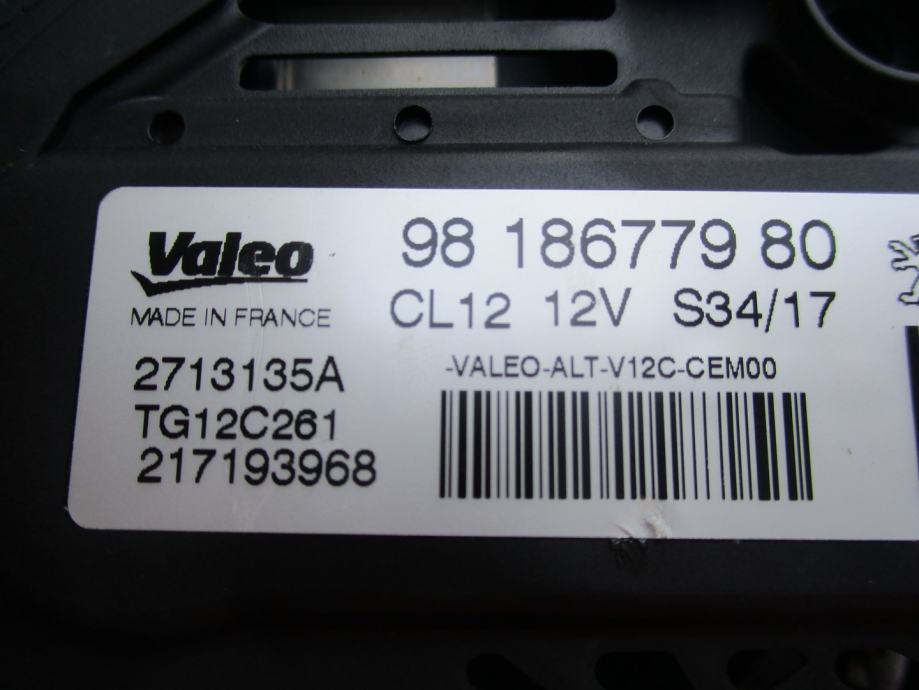 Valeo
MADE IN FRANCE
98 186779 80
CL12 12V S34/17
2713135A
TG12C261
217193968
-VALEO-ALT-V12C-CEM00